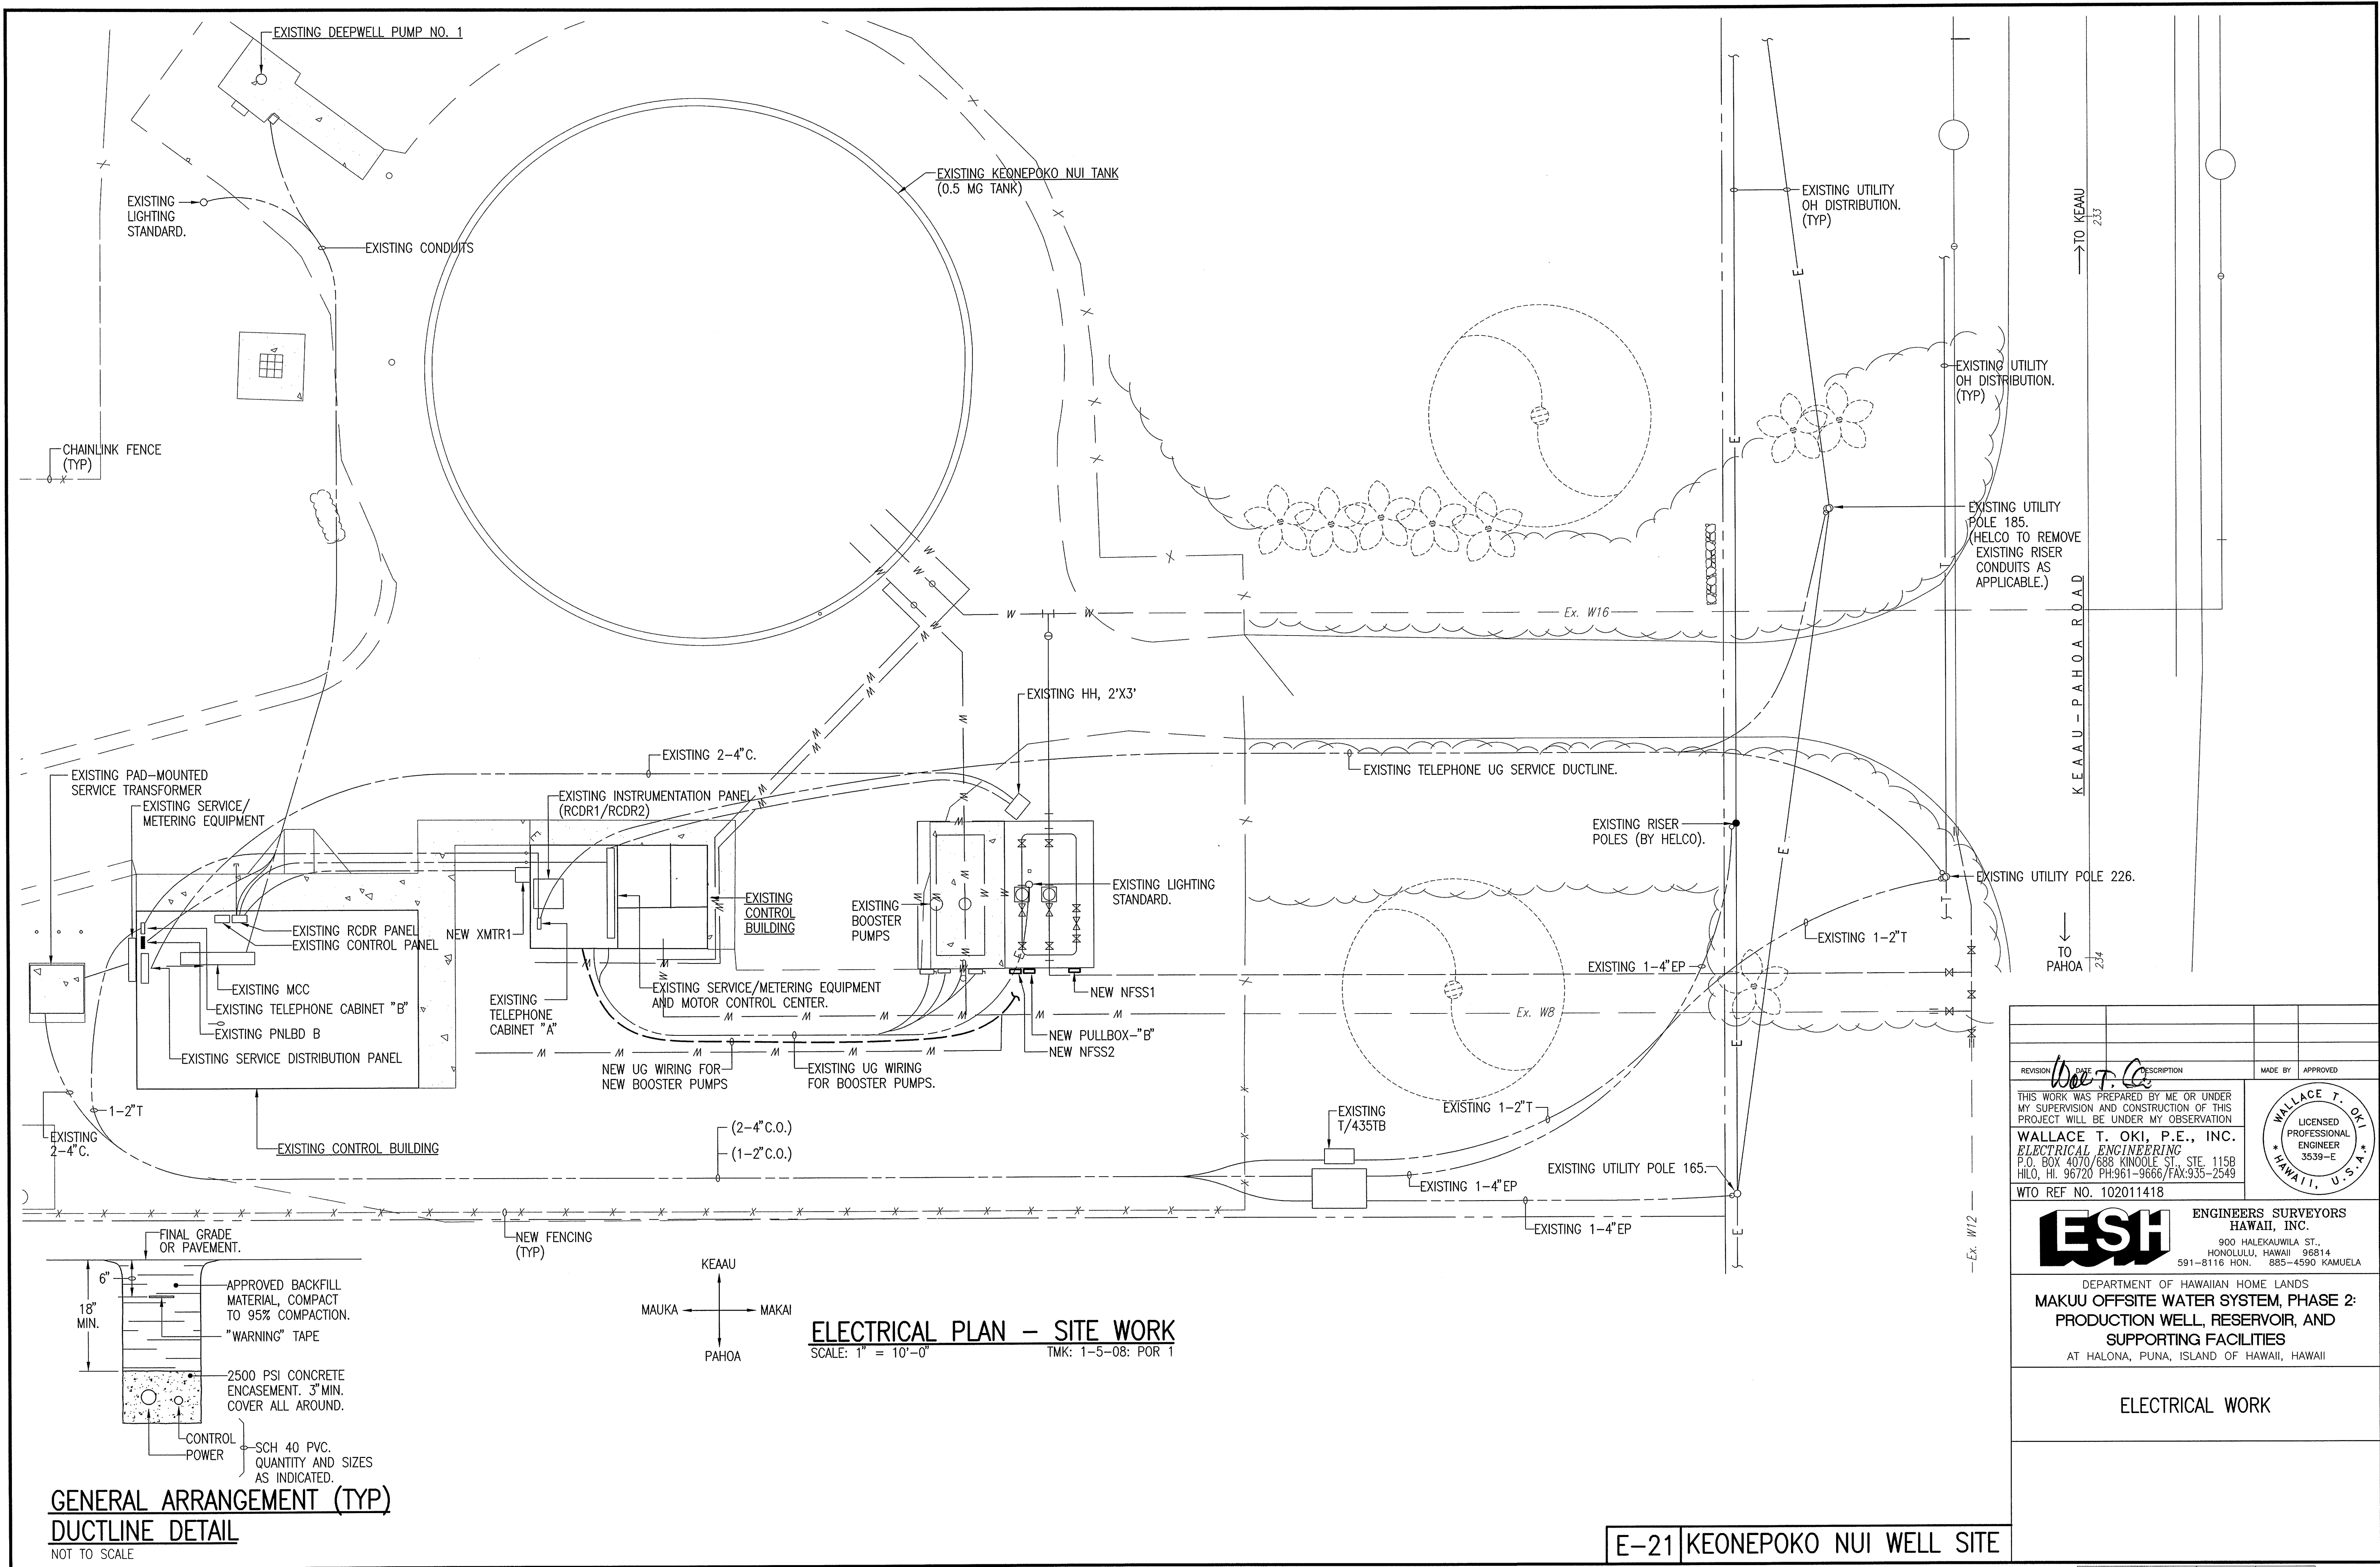 EXISTING DEEPWELL PUMP NO. 1
EXISTING
LIGHTING
STANDARD.
EXISTING CONDUITS
EXISTING KEONEPOKO NUI TANK
(0.5 MG TANK)
EXISTING UTILITY
OH DISTRIBUTION.
(TYP)
TO KEAAU
233
EXISTING UTILITY
OH DISTRIBUTION.
(TYP)
CHAINLINK FENCE
(TYP)
EXISTING UTILITY
POLE 185.
(HELCO TO REMOVE
EXISTING RISER
CONDUITS AS
APPLICABLE.)
KEAAU-PAHOA ROAD
Ex. W16
EXISTING HH, 2'X3'
EXISTING 2-4"C.
EXISTING TELEPHONE UG SERVICE DUCTLINE.
EXISTING PAD-MOUNTED
SERVICE TRANSFORMER
EXISTING SERVICE/
METERING EQUIPMENT
EXISTING INSTRUMENTATION PANEL
(RCDR1/RCDR2)
EXISTING RISER
POLES (BY HELCO).
EXISTING UTILITY POLE 226.
EXISTING LIGHTING
STANDARD.
EXISTING
BOOSTER
PUMPS
EXISTING
CONTROL
BUILDING
NEW XMTR1
EXISTING RCDR PANEL
EXISTING CONTROL PANEL
EXISTING 1-2"T
TO
PAHOA
234
EXISTING 1-4"EP
EXISTING MCC
EXISTING TELEPHONE CABINET "B"
EXISTING PNLBD B
EXISTING SERVICE DISTRIBUTION PANEL
EXISTING
TELEPHONE
CABINET "A"
EXISTING SERVICE/METERING EQUIPMENT
AND MOTOR CONTROL CENTER.
NEW NFSS1
NEW PULLBOX-"B"
NEW NFSS2
Ex. W8
NEW UG WIRING FOR
NEW BOOSTER PUMPS
EXISTING UG WIRING
FOR BOOSTER PUMPS.
1-2"T
EXISTING
2-4"C.
EXISTING CONTROL BUILDING
(2-4"C.O.)
(1-2"C.O.)
EXISTING
T/435TB
EXISTING 1-2"T
EXISTING 1-4"EP
EXISTING UTILITY POLE 165.
EXISTING 1-4"EP
NEW FENCING
(TYP)
Ex. W12
FINAL GRADE
OR PAVEMENT.
6"
18"
MIN.
APPROVED BACKFILL
MATERIAL, COMPACT
TO 95% COMPACTION.
"WARNING" TAPE
2500 PSI CONCRETE
ENCASEMENT. 3"MIN.
COVER ALL AROUND.
CONTROL
POWER
SCH 40 PVC.
QUANTITY AND SIZES
AS INDICATED.
GENERAL ARRANGEMENT (TYP)
DUCTLINE DETAIL
NOT TO SCALE
KEAAU
MAUKA
MAKAI
PAHOA
ELECTRICAL PLAN - SITE WORK
SCALE: 1" = 10'-0" TMK: 1-5-08: POR 1
REVISION DATE DESCRIPTION MADE BY APPROVED
THIS WORK WAS PREPARED BY ME OR UNDER
MY SUPERVISION AND CONSTRUCTION OF THIS
PROJECT WILL BE UNDER MY OBSERVATION
WALLACE T. OKI, P.E., INC.
ELECTRICAL ENGINEERING
P.O. BOX 4070/688 KINOOLE ST., STE. 115B
HILO, HI. 96720 PH:961-9666/FAX:935-2549
WTO REF NO. 102011418
WALLACE T. OKI
LICENSED
PROFESSIONAL
ENGINEER
3539-E
* HAWAII, U.S.A. *
ESH
ENGINEERS SURVEYORS
HAWAII, INC.
900 HALEKAUWILA ST.,
HONOLULU, HAWAII 96814
591-8116 HON. 885-4590 KAMUELA
DEPARTMENT OF HAWAIIAN HOME LANDS
MAKUU OFFSITE WATER SYSTEM, PHASE 2:
PRODUCTION WELL, RESERVOIR, AND
SUPPORTING FACILITIES
AT HALONA, PUNA, ISLAND OF HAWAII, HAWAII
ELECTRICAL WORK
E-21 KEONEPOKO NUI WELL SITE